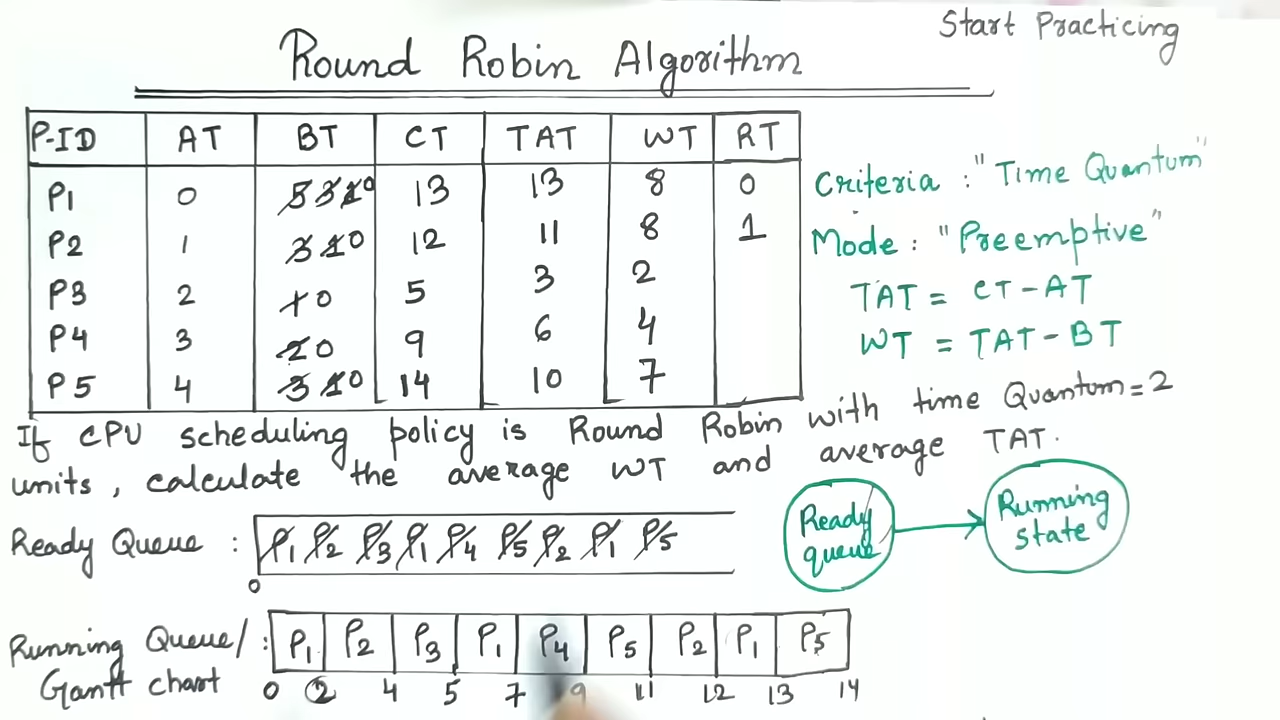 Start Practicing
Round Robin Algorithm
P-ID AT BT CT TAT WT RT
P1 0 5 3 1 0 13 13 8 0
P2 1 3 1 0 12 11 8 1
P3 2 1 0 5 3 2
P4 3 2 0 9 6 4
P5 4 3 1 0 14 10 7
Criteria : "Time Quantum"
Mode : "Preemptive"
TAT = CT - AT
WT = TAT - BT
If CPU scheduling policy is Round Robin with time Quantum = 2
units, calculate the average WT and average TAT.
Ready Queue : P1 P2 P3 P1 P4 P5 P2 P1 P5
0
Ready queue
Running state
Running Queue/ : P1 P2 P3 P1 P4 P5 P2 P1 P5
Gantt chart 0 2 4 5 7 9 11 12 13 14